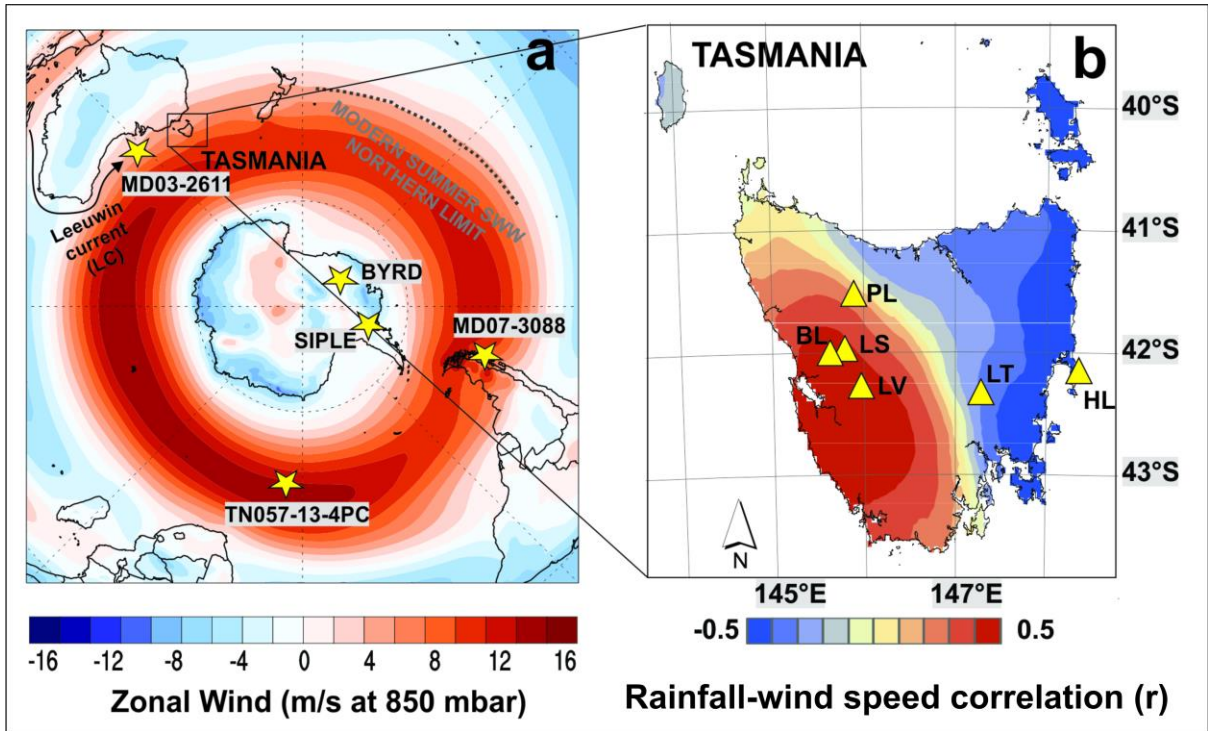 a
MD03-2611
TASMANIA
MODERN SUMMER SWW
NORTHERN LIMIT
Leeuwin
current
(LC)
BYRD
SIPLE
MD07-3088
TN057-13-4PC
-16 -12 -8 -4 0 4 8 12 16
Zonal Wind (m/s at 850 mbar)
TASMANIA
b
40°S
41°S
PL
BL
LS
42°S
LV
LT
HL
43°S
N
145°E 147°E
-0.5 0.5
Rainfall-wind speed correlation (r)